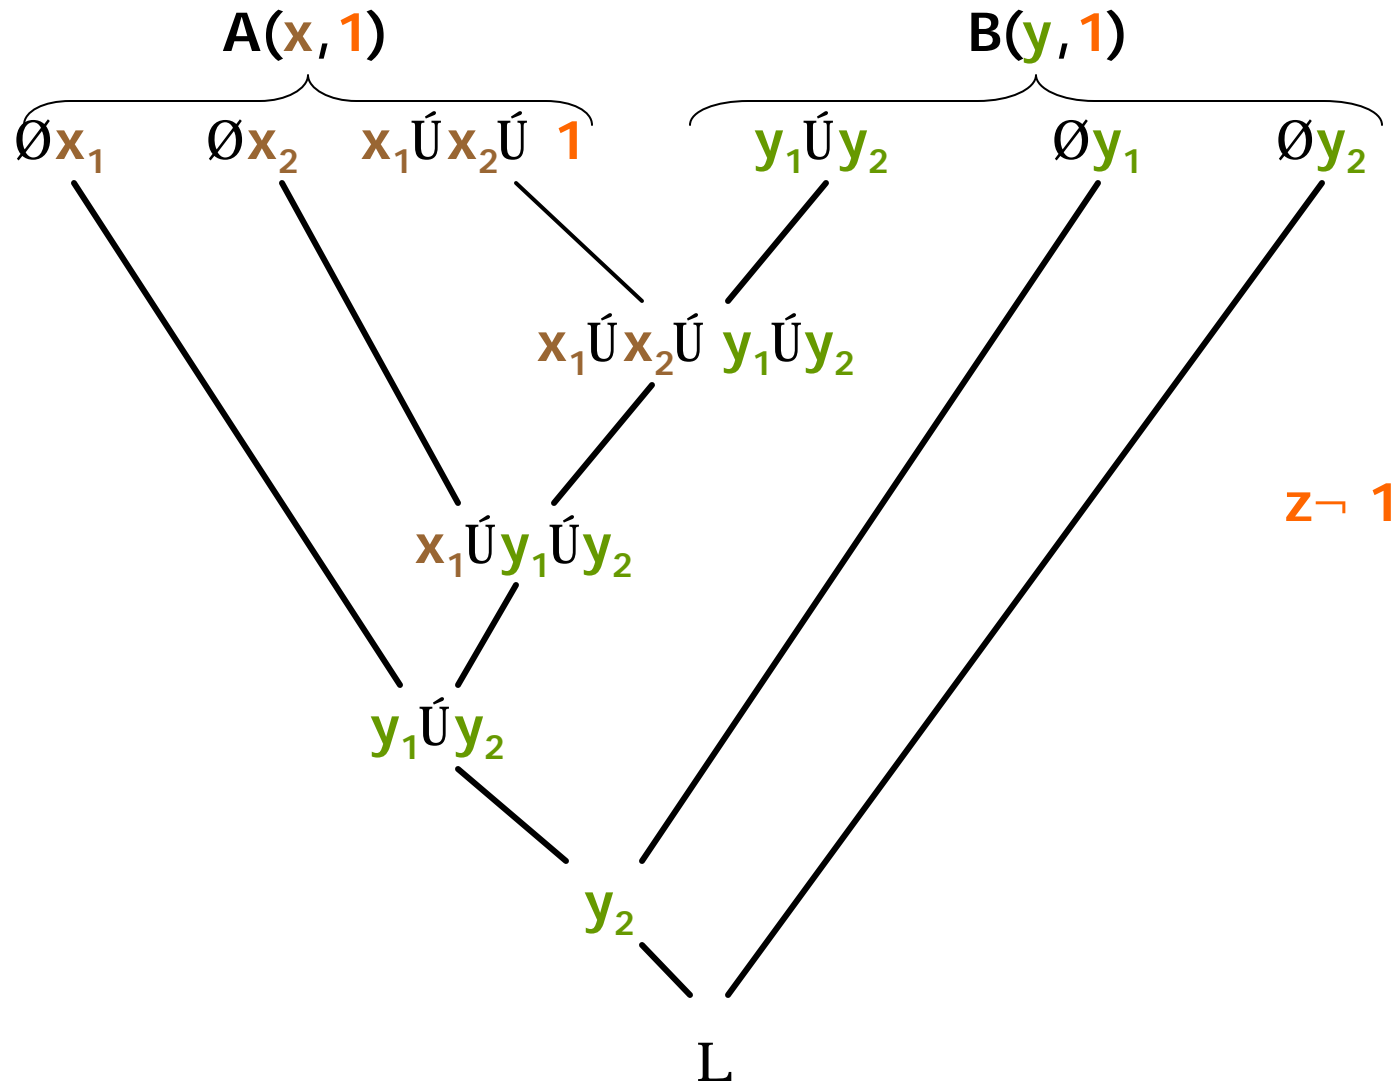 A(x,1) B(y,1)
Øx₁ Øx₂ x₁Úx₂Ú 1 y₁Úy₂ Øy₁ Øy₂
x₁Úx₂Ú y₁Úy₂
z¬ 1
x₁Úy₁Úy₂
y₁Úy₂
y₂
L